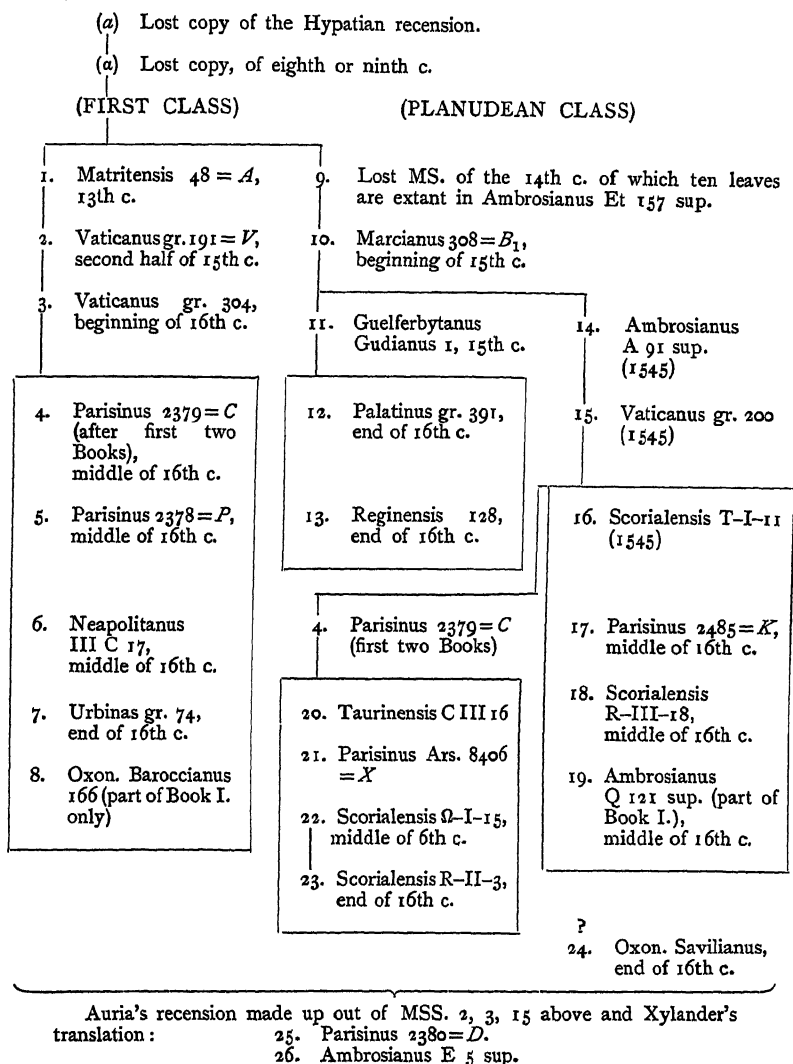 (a) Lost copy of the Hypatian recension.
(α) Lost copy, of eighth or ninth c.
(FIRST CLASS)
(PLANUDEAN CLASS)
1. Matritensis 48 = A,
13th c.
2. Vaticanus gr. 191 = V,
second half of 15th c.
3. Vaticanus gr. 304,
beginning of 16th c.
4. Parisinus 2379 = C
(after first two
Books),
middle of 16th c.
5. Parisinus 2378 = P,
middle of 16th c.
6. Neapolitanus
III C 17,
middle of 16th c.
7. Urbinas gr. 74,
end of 16th c.
8. Oxon. Baroccianus
166 (part of Book I.
only)
9. Lost MS. of the 14th c. of which ten leaves
are extant in Ambrosianus Et 157 sup.
10. Marcianus 308 = B₁,
beginning of 15th c.
11. Guelferbytanus
Gudianus 1, 15th c.
12. Palatinus gr. 391,
end of 16th c.
13. Reginensis 128,
end of 16th c.
4. Parisinus 2379 = C
(first two Books)
20. Taurinensis C III 16
21. Parisinus Ars. 8406
= X
22. Scorialensis Ω–I–15,
middle of 6th c.
23. Scorialensis R–II–3,
end of 16th c.
14. Ambrosianus
A 91 sup.
(1545)
15. Vaticanus gr. 200
(1545)
16. Scorialensis T–I–11
(1545)
17. Parisinus 2485 = K,
middle of 16th c.
18. Scorialensis
R–III–18,
middle of 16th c.
19. Ambrosianus
Q 121 sup. (part of
Book I.),
middle of 16th c.
?
24. Oxon. Savilianus,
end of 16th c.
Auria's recension made up out of MSS. 2, 3, 15 above and Xylander's
translation :   25. Parisinus 2380 = D.
26. Ambrosianus E 5 sup.